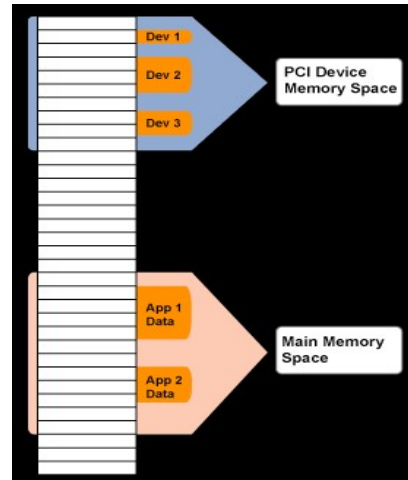 Dev 1
Dev 2
Dev 3
PCI Device
Memory Space
App 1
Data
App 2
Data
Main Memory
Space